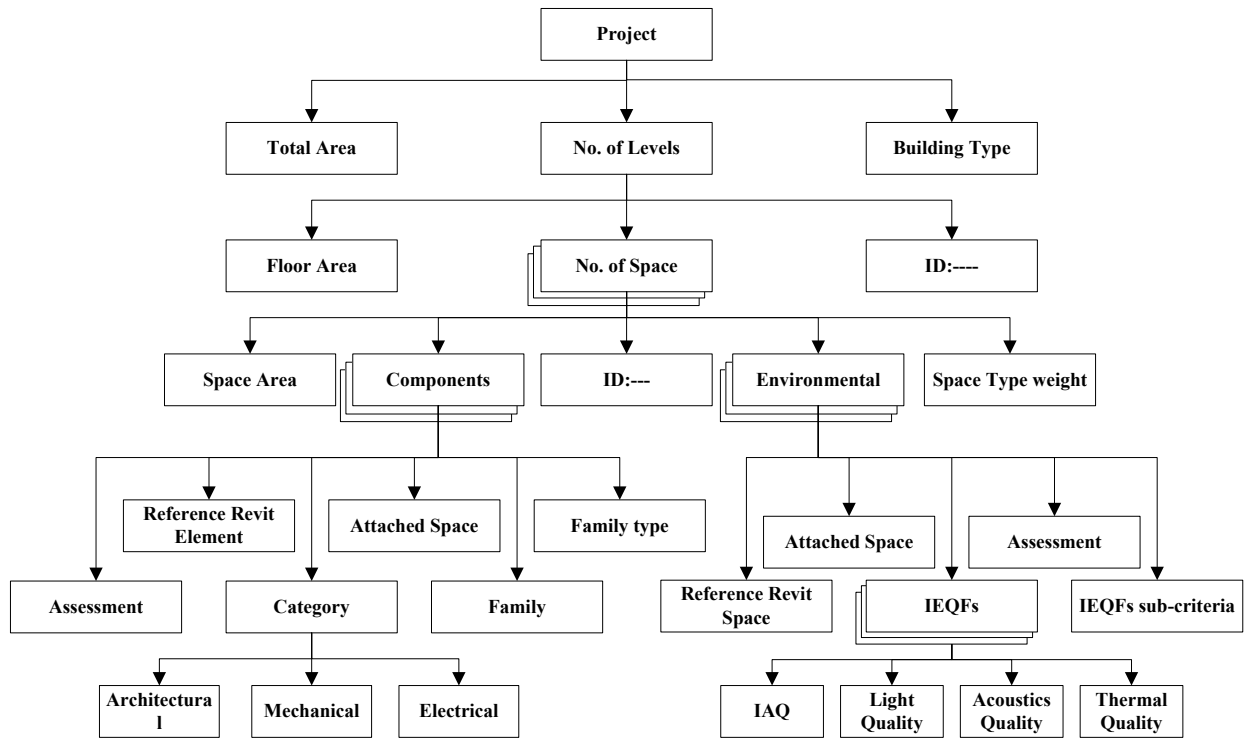 Project
Total Area
No. of Levels
Building Type
Floor Area
No. of Space
ID:----
Space Area
Components
ID:---
Environmental
Space Type weight
Reference Revit
Element
Attached Space
Family type
Attached Space
Assessment
Assessment
Category
Family
Reference Revit
Space
IEQFs
IEQFs sub-criteria
Architectura
l
Mechanical
Electrical
IAQ
Light
Quality
Acoustics
Quality
Thermal
Quality